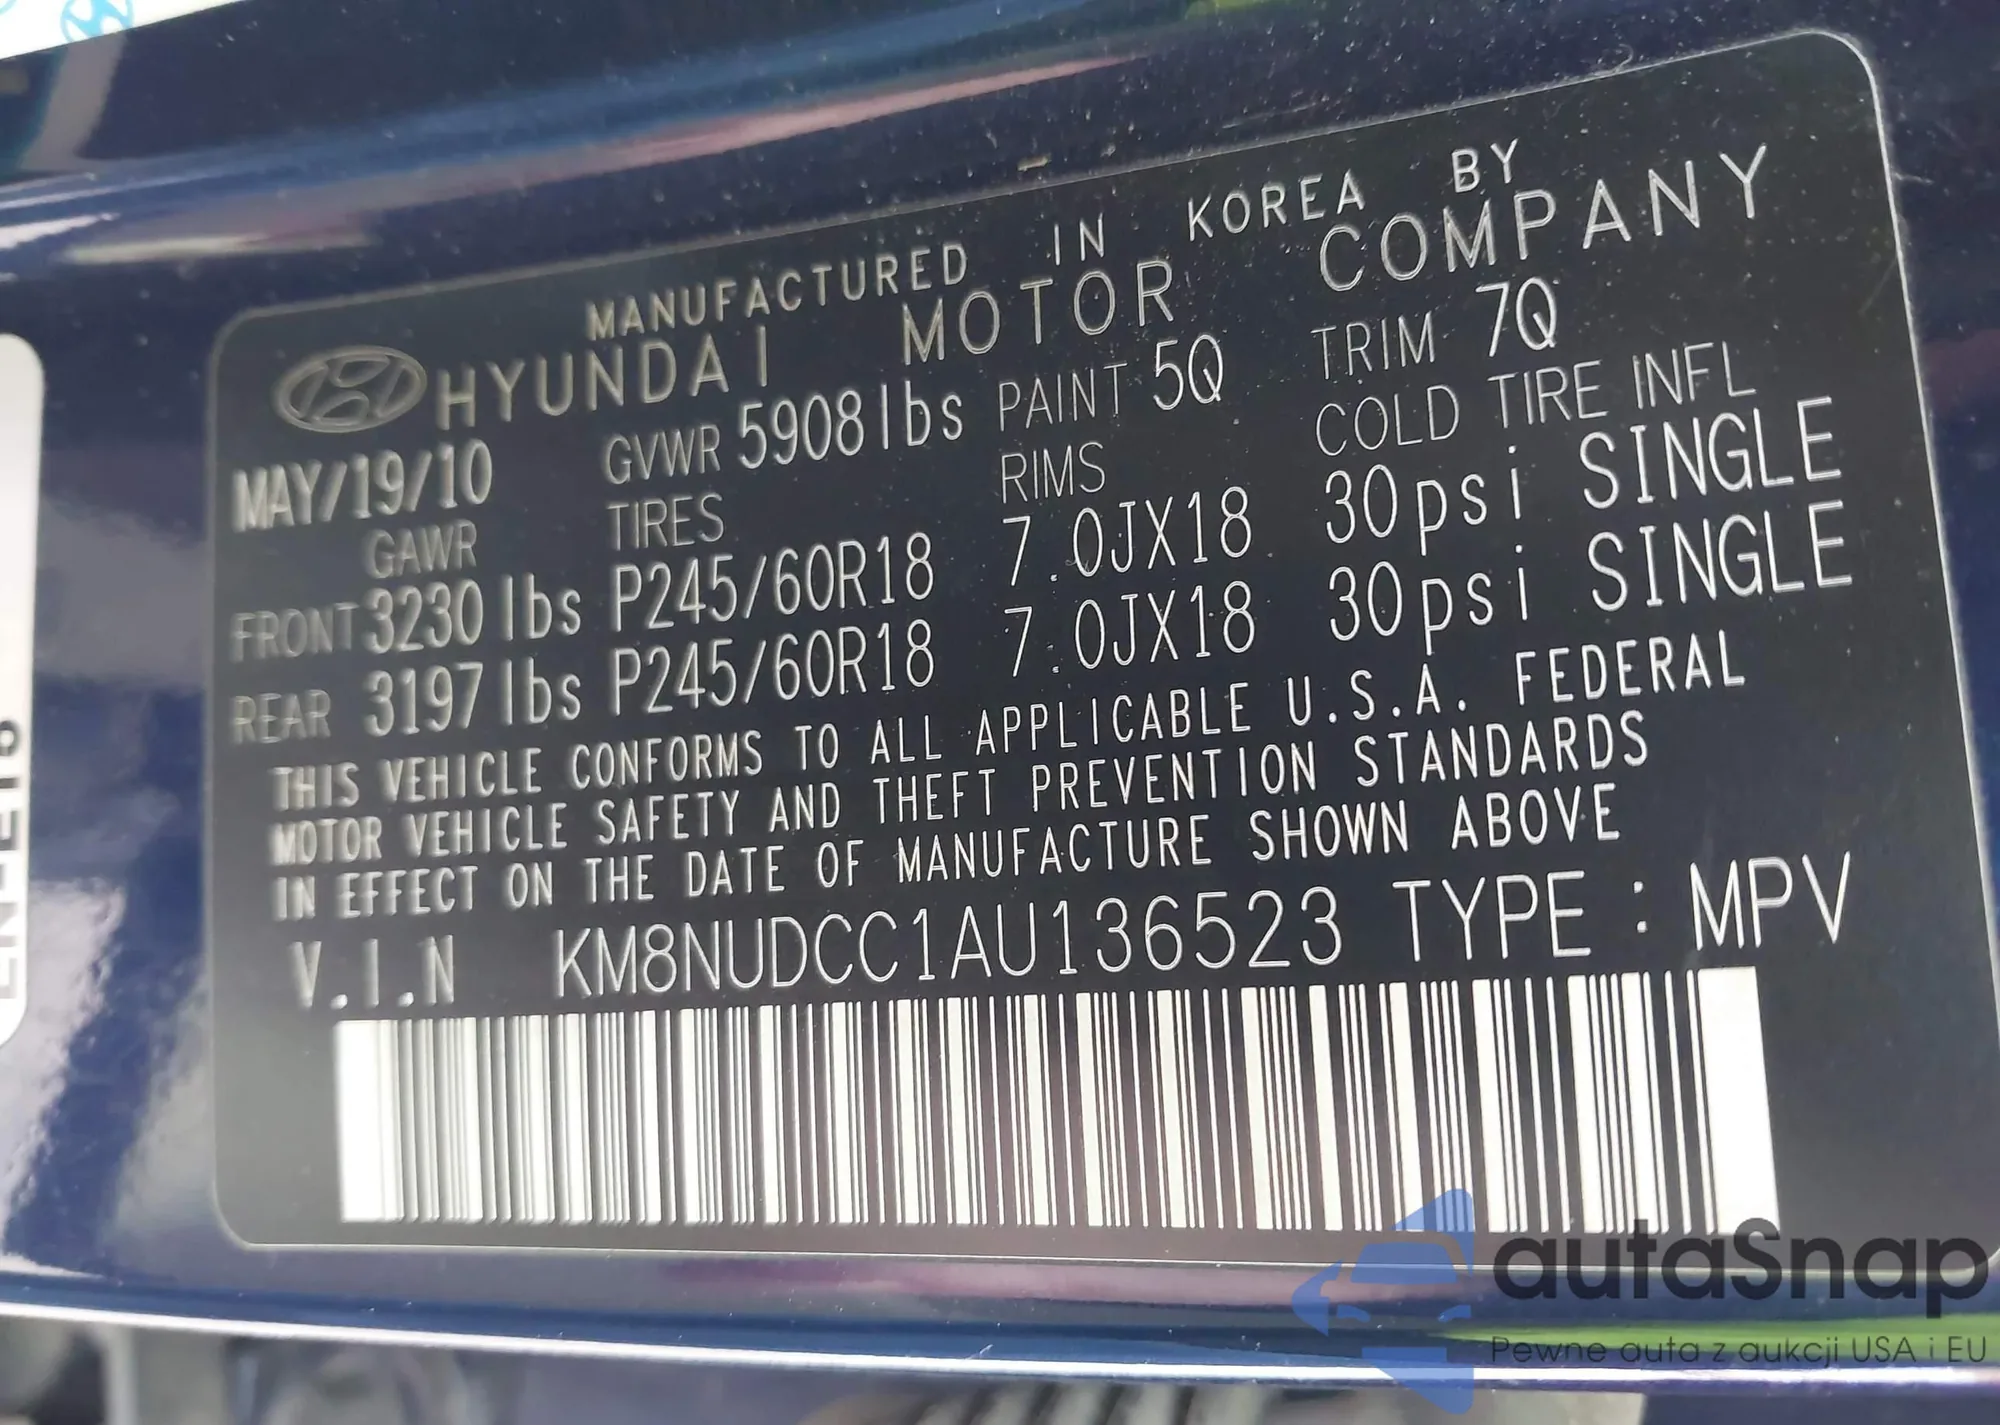 MANUFACTURED IN KOREA BY
HYUNDAI MOTOR COMPANY
MAY/19/10 GVWR 5908lbs PAINT 5Q TRIM 7Q
GAWR TIRES RIMS COLD TIRE INFL
FRONT 3230 lbs P245/60R18 7.0JX18 30psi SINGLE
REAR 3197 lbs P245/60R18 7.0JX18 30psi SINGLE
THIS VEHICLE CONFORMS TO ALL APPLICABLE U.S.A. FEDERAL
MOTOR VEHICLE SAFETY AND THEFT PREVENTION STANDARDS
IN EFFECT ON THE DATE OF MANUFACTURE SHOWN ABOVE
V.I.N KM8NUDCC1AU136523 TYPE : MPV
autaSnap
Pewne auta z aukcji USA i EU